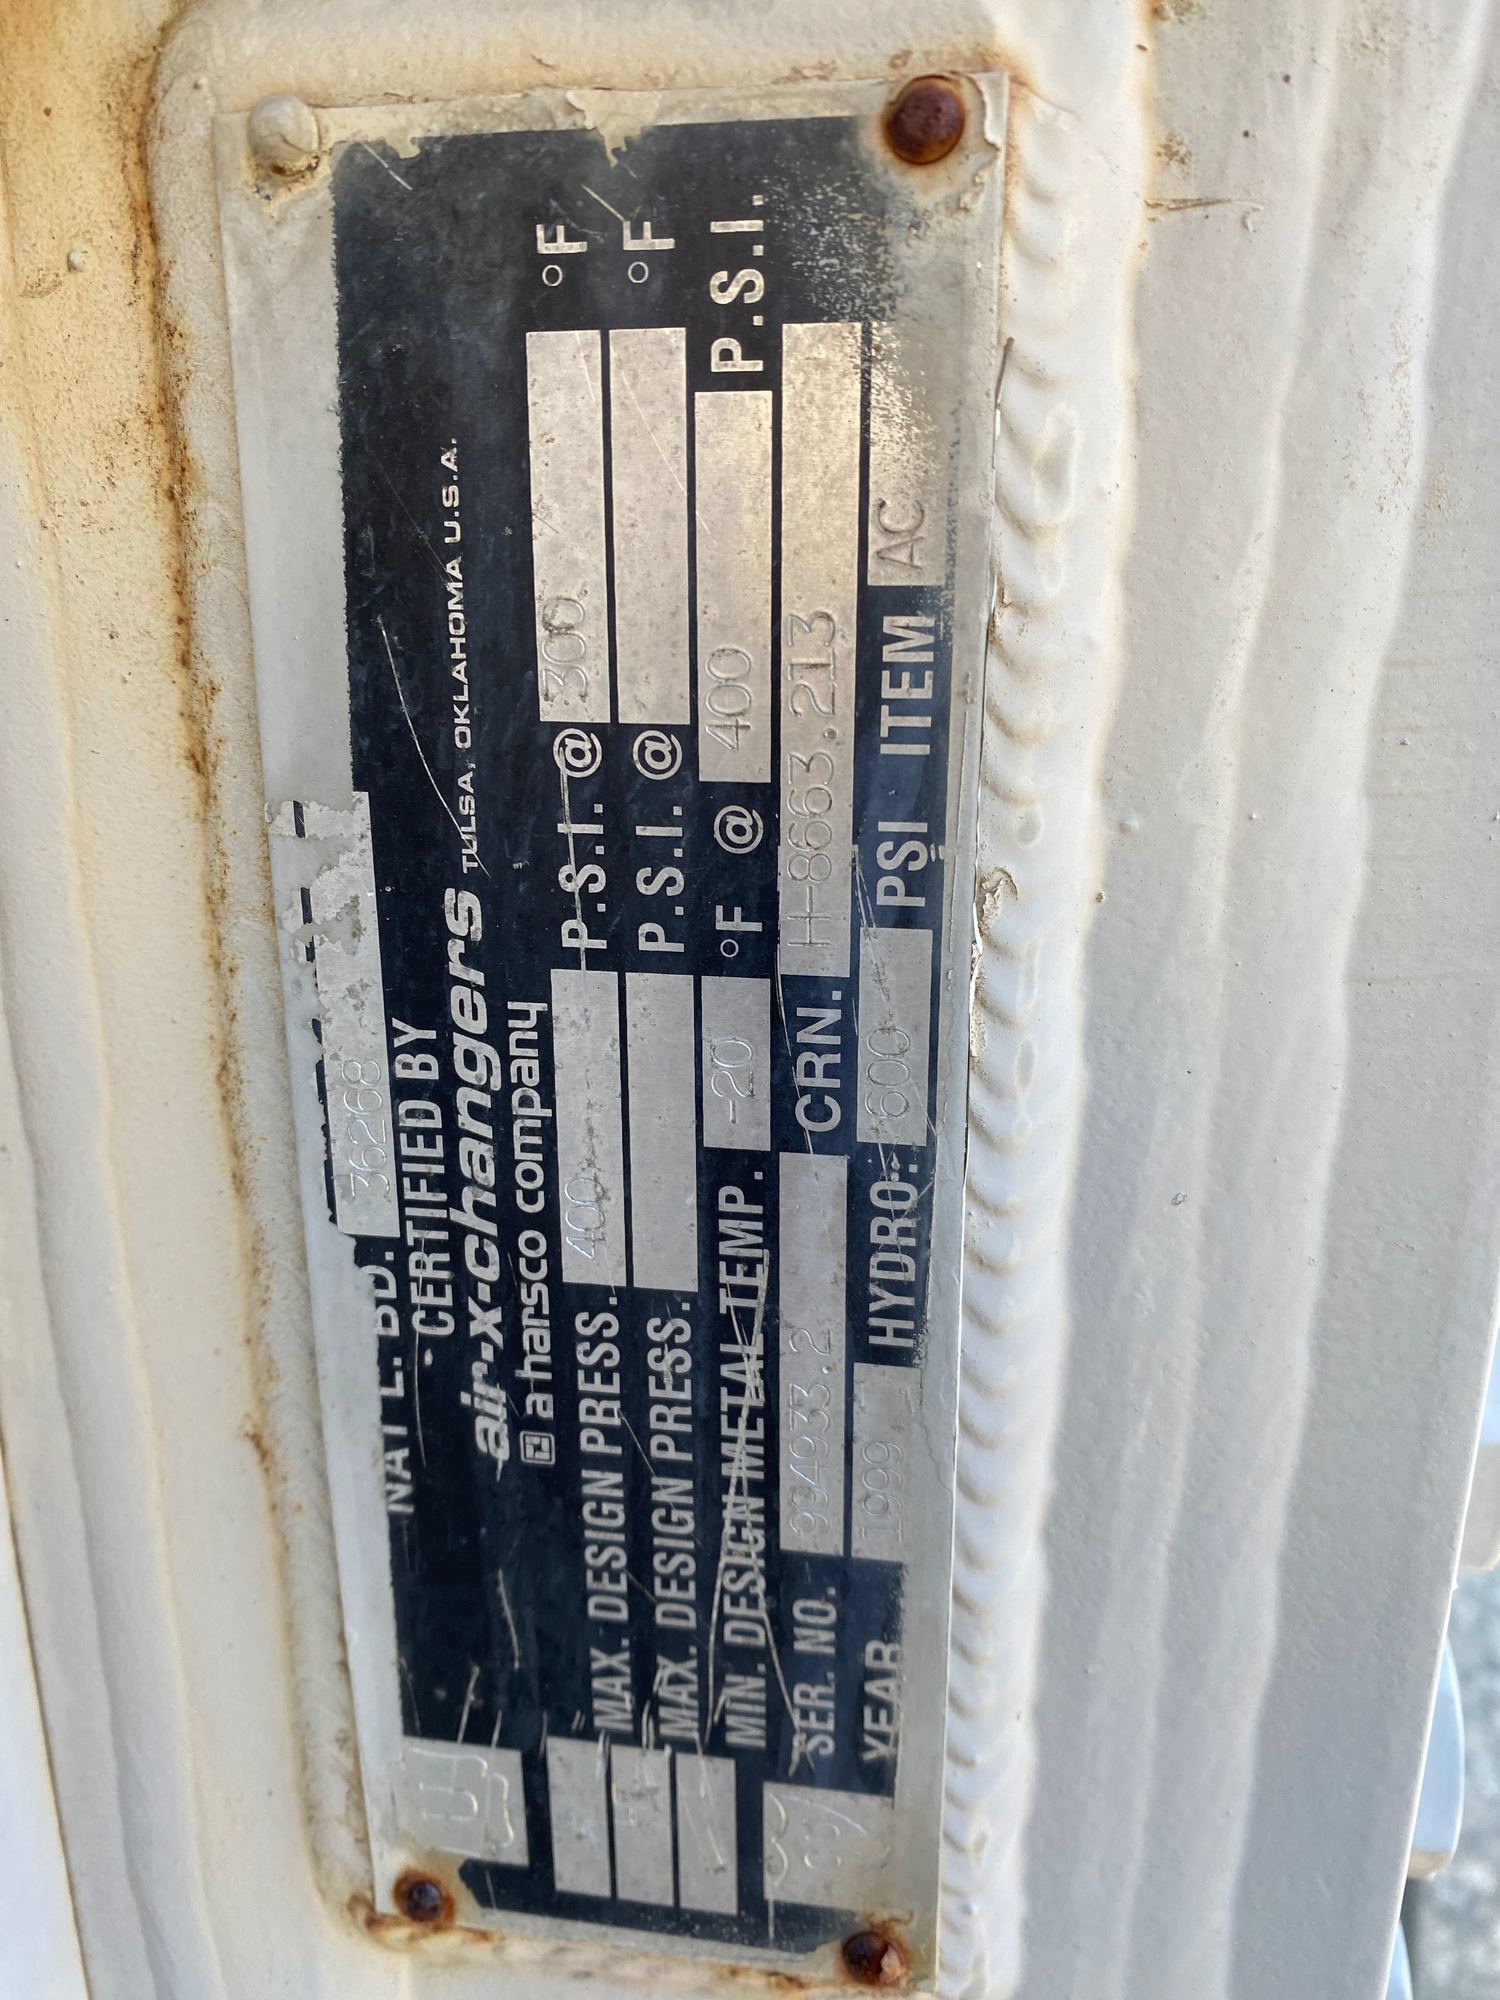 NAT'L. BD. 36268
CERTIFIED BY
air-x-changers TULSA, OKLAHOMA U.S.A.
a harsco company
U
MAX. DESIGN PRESS. 400 P.S.I. @ 300 °F
MAX. DESIGN PRESS. P.S.I. @ °F
MIN. DESIGN METAL TEMP. -20 °F @ 400 P.S.I.
SER. NO. 994933.2 CRN. H-8663.213
YEAR 1999 HYDRO: 600 PSI ITEM AC